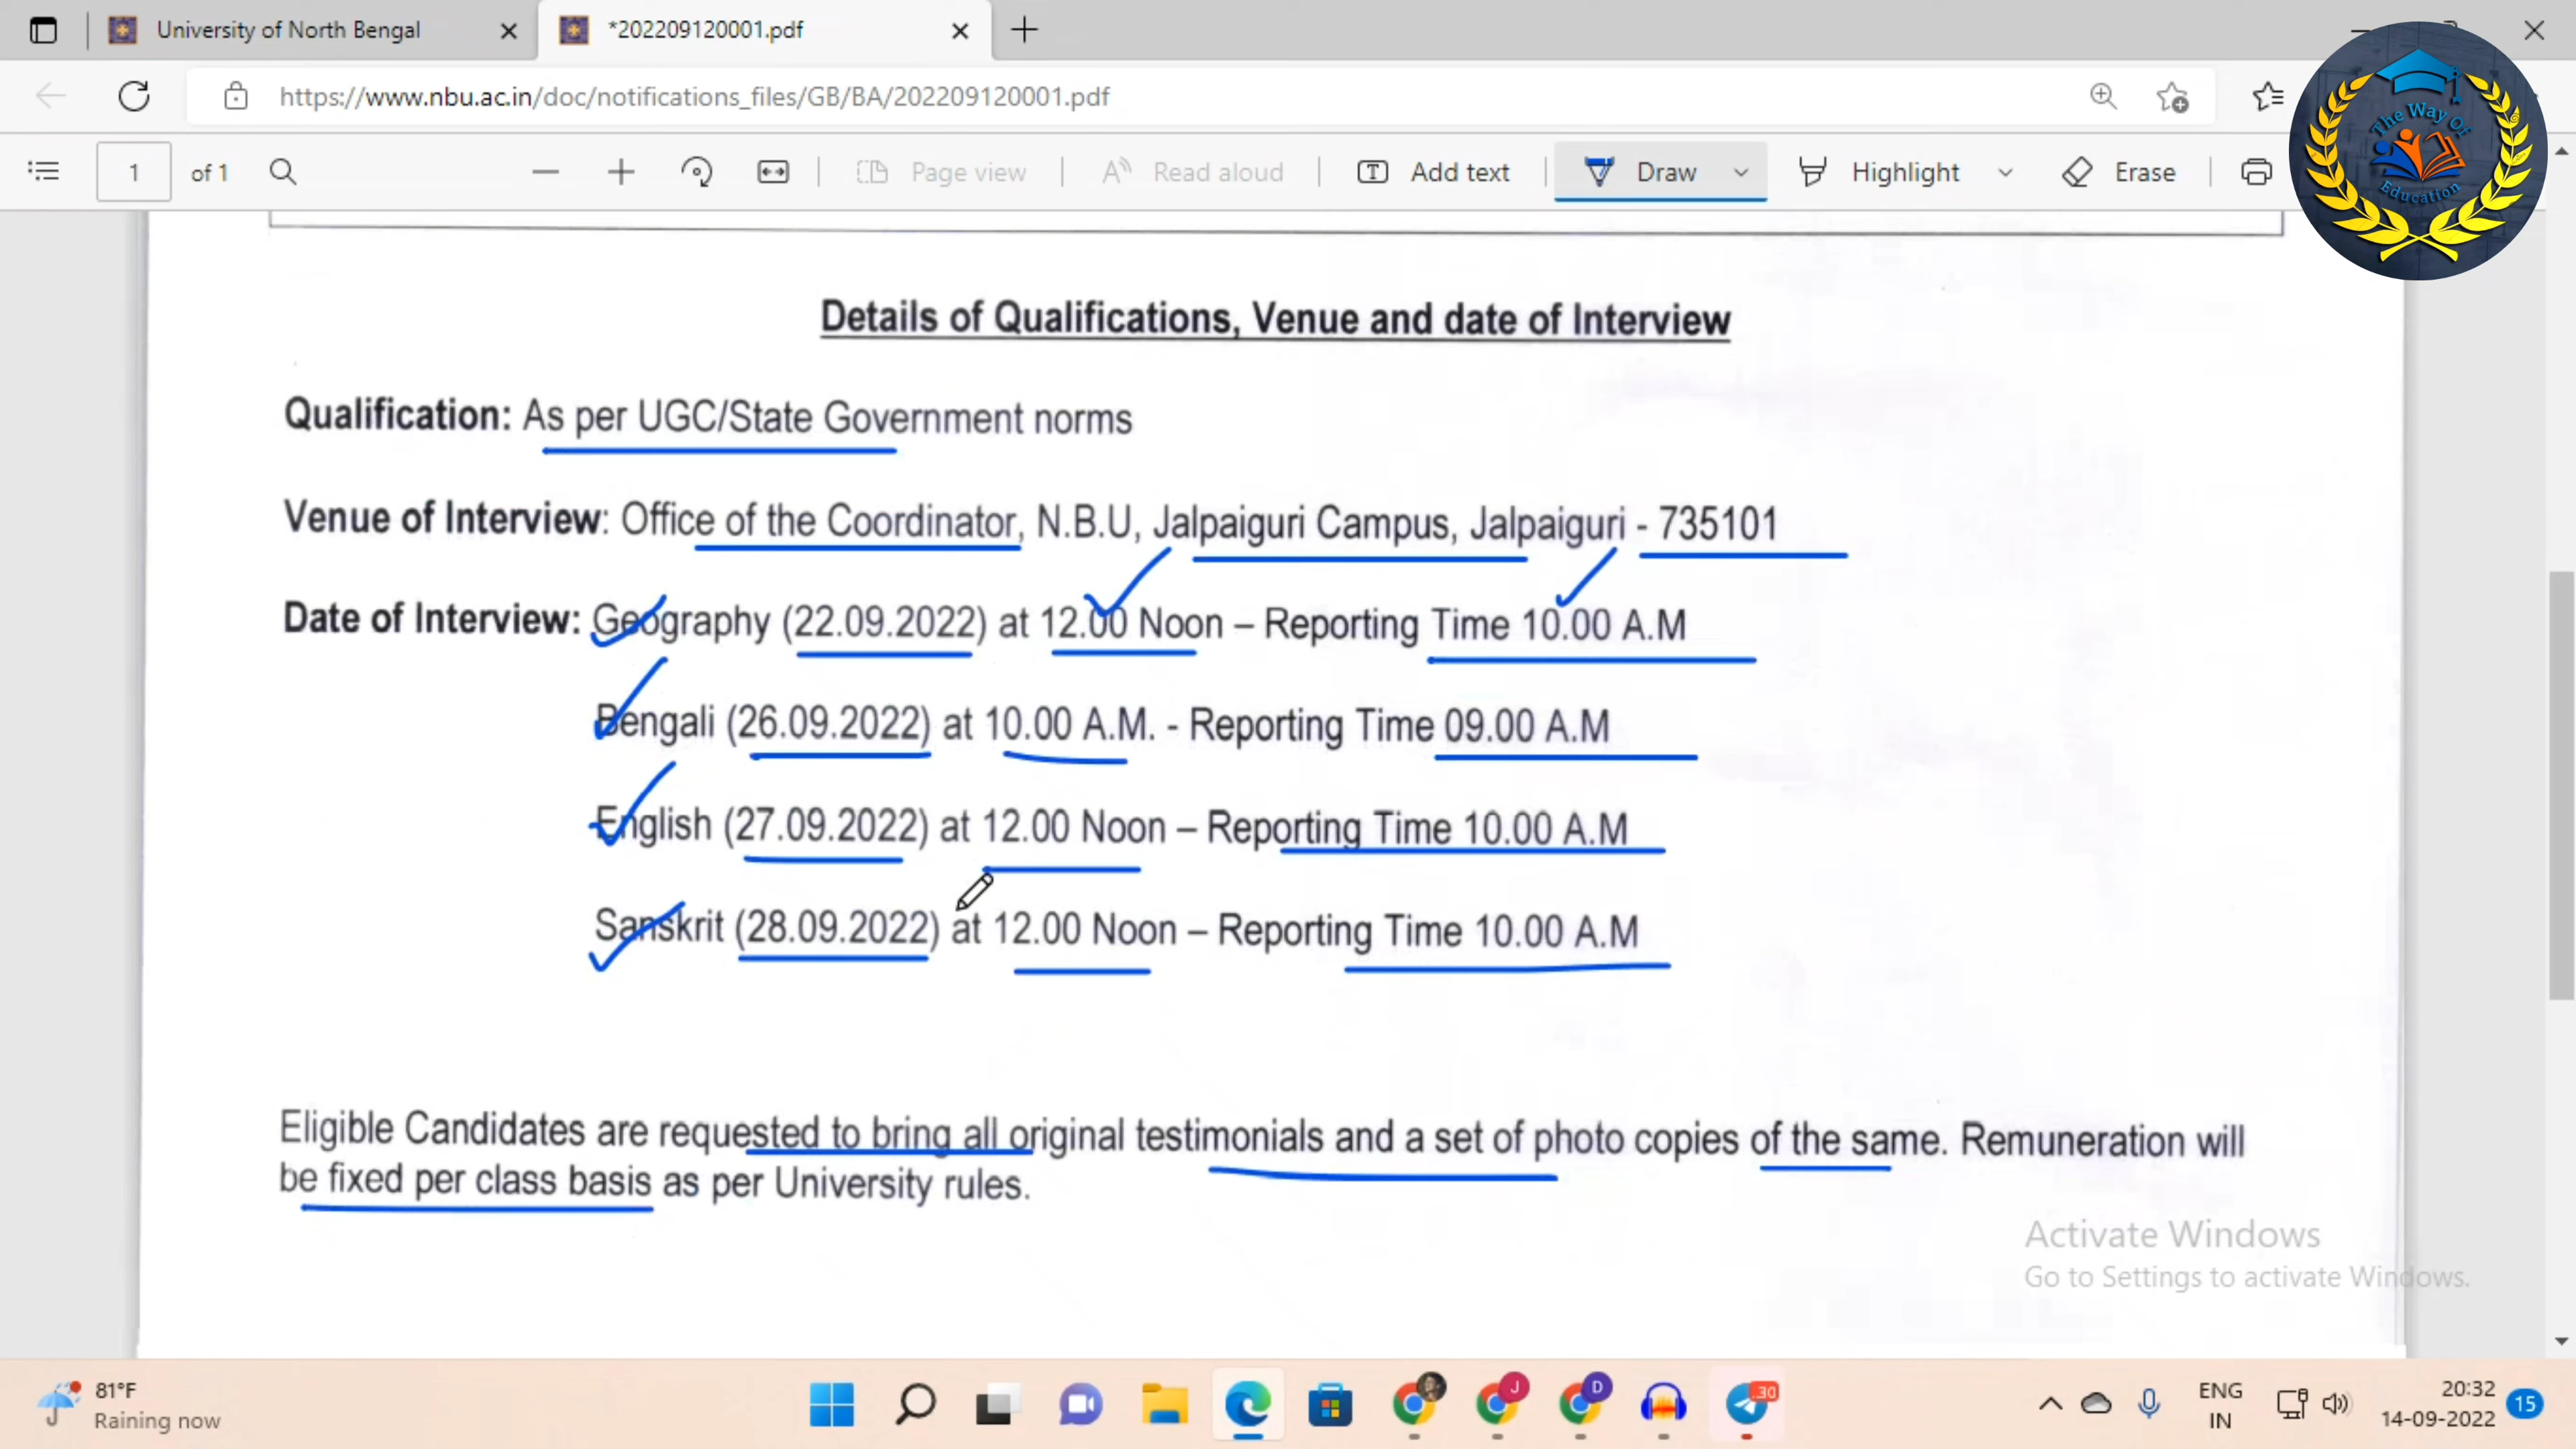 University of North Bengal
*202209120001.pdf
https://www.nbu.ac.in/doc/notifications_files/GB/BA/202209120001.pdf
1 of 1 Page view Read aloud Add text Draw Highlight Erase
The Way Of
Education
Details of Qualifications, Venue and date of Interview
Qualification: As per UGC/State Government norms
Venue of Interview: Office of the Coordinator, N.B.U, Jalpaiguri Campus, Jalpaiguri - 735101
Date of Interview: Geography (22.09.2022) at 12.00 Noon – Reporting Time 10.00 A.M
Bengali (26.09.2022) at 10.00 A.M. - Reporting Time 09.00 A.M
English (27.09.2022) at 12.00 Noon – Reporting Time 10.00 A.M
Sanskrit (28.09.2022) at 12.00 Noon – Reporting Time 10.00 A.M
Eligible Candidates are requested to bring all original testimonials and a set of photo copies of the same. Remuneration will
be fixed per class basis as per University rules.
Activate Windows
Go to Settings to activate Windows.
81°F
Raining now
J
D
.30
ENG
IN
20:32
14-09-2022
15